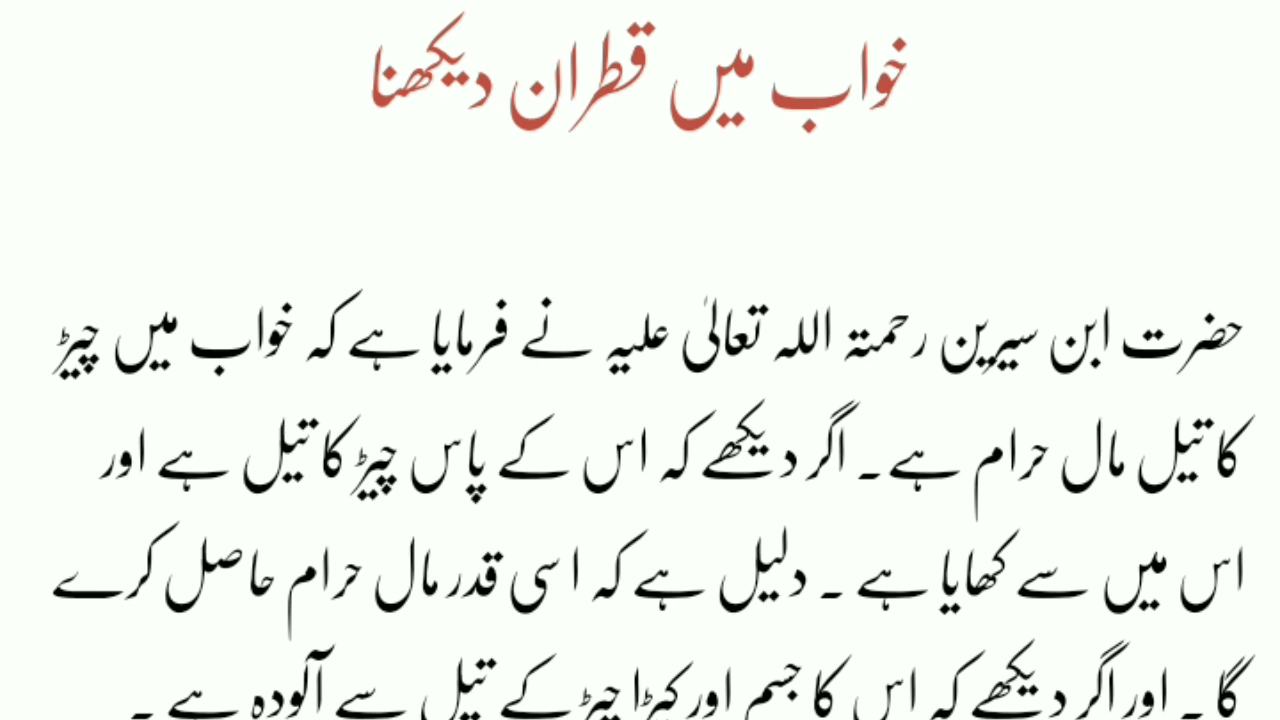 خواب میں قطران دیکھنا
حضرت ابن سیرین رحمتہ اللہ تعالیٰ علیہ نے فرمایا ہے کہ خواب میں چیڑ
کا تیل مال حرام ہے۔ اگر دیکھے کہ اس کے پاس چیڑ کا تیل ہے اور
اس میں سے کھایا ہے ۔ دلیل ہے کہ اسی قدر مال حرام حاصل کرے
گا۔ اور اگر دیکھے کہ اس کا جسم اور کپڑا چیڑ کے تیل سے آلودہ ہے ۔